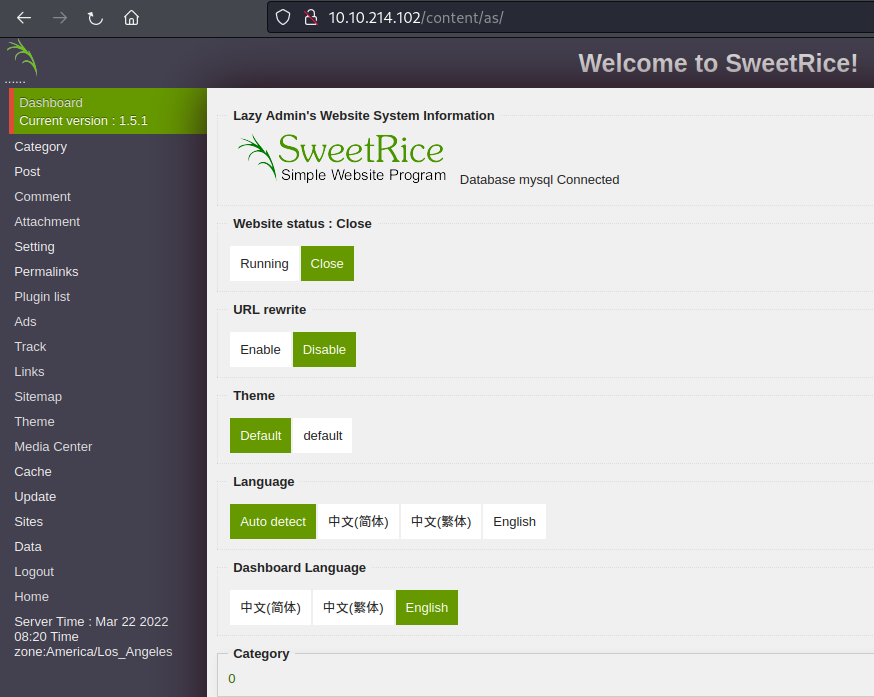 10.10.214.102/content/as/
......
Welcome to SweetRice!
Dashboard
Current version : 1.5.1
Category
Post
Comment
Attachment
Setting
Permalinks
Plugin list
Ads
Track
Links
Sitemap
Theme
Media Center
Cache
Update
Sites
Data
Logout
Home
Server Time : Mar 22 2022
08:20 Time
zone:America/Los_Angeles
Lazy Admin's Website System Information
SweetRice
Simple Website Program
Database mysql Connected
Website status : Close
Running Close
URL rewrite
Enable Disable
Theme
Default default
Language
Auto detect 中文(简体) 中文(繁体) English
Dashboard Language
中文(简体) 中文(繁体) English
Category
0